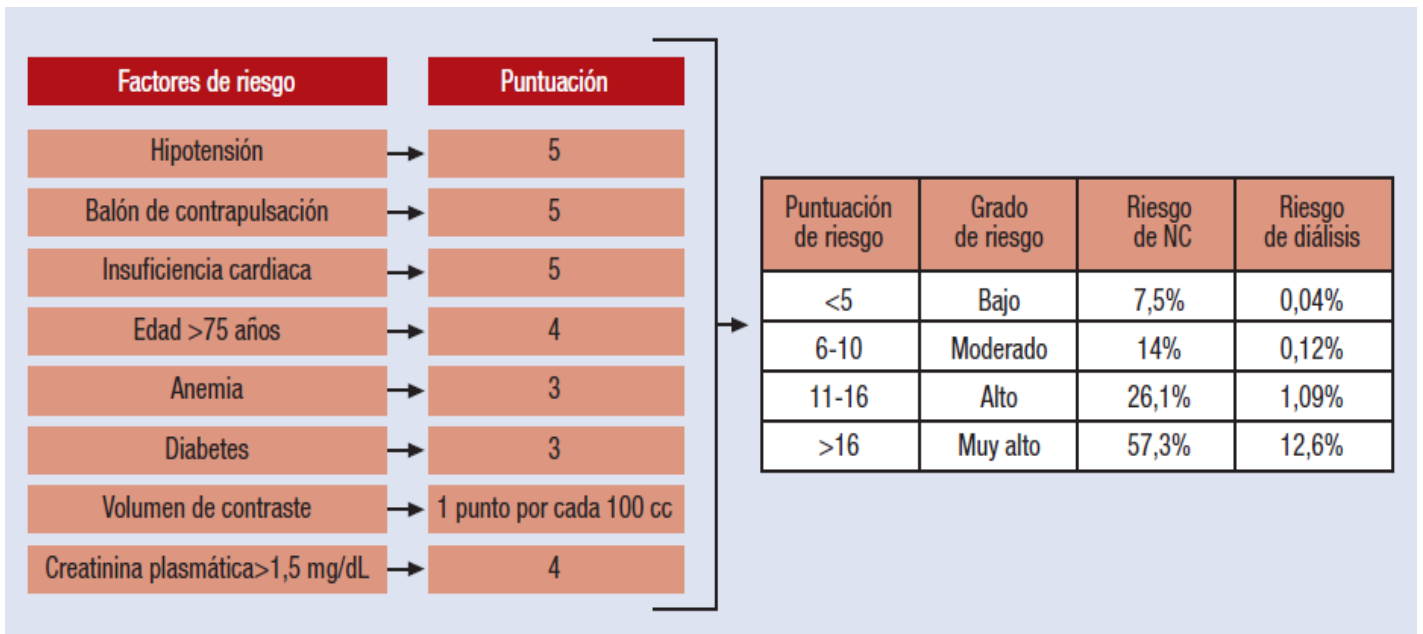 Factores de riesgo
Puntuación
Hipotensión
5
Balón de contrapulsación
5
Insuficiencia cardiaca
5
Edad >75 años
4
Anemia
3
Diabetes
3
Volumen de contraste
1 punto por cada 100 cc
Creatinina plasmática>1,5 mg/dL
4
Puntuación
de riesgo
Grado
de riesgo
Riesgo
de NC
Riesgo
de diálisis
<5
Bajo
7,5%
0,04%
6-10
Moderado
14%
0,12%
11-16
Alto
26,1%
1,09%
>16
Muy alto
57,3%
12,6%